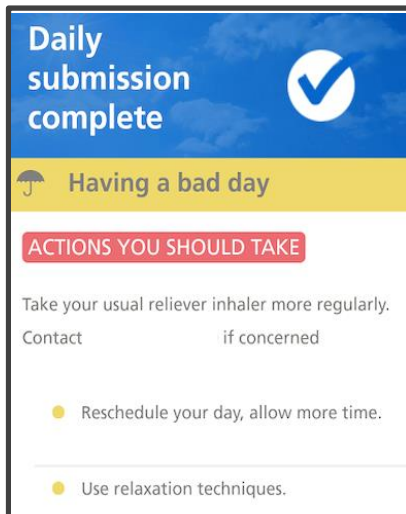 Daily
submission
complete
Having a bad day
ACTIONS YOU SHOULD TAKE
Take your usual reliever inhaler more regularly.
Contact if concerned
Reschedule your day, allow more time.
Use relaxation techniques.